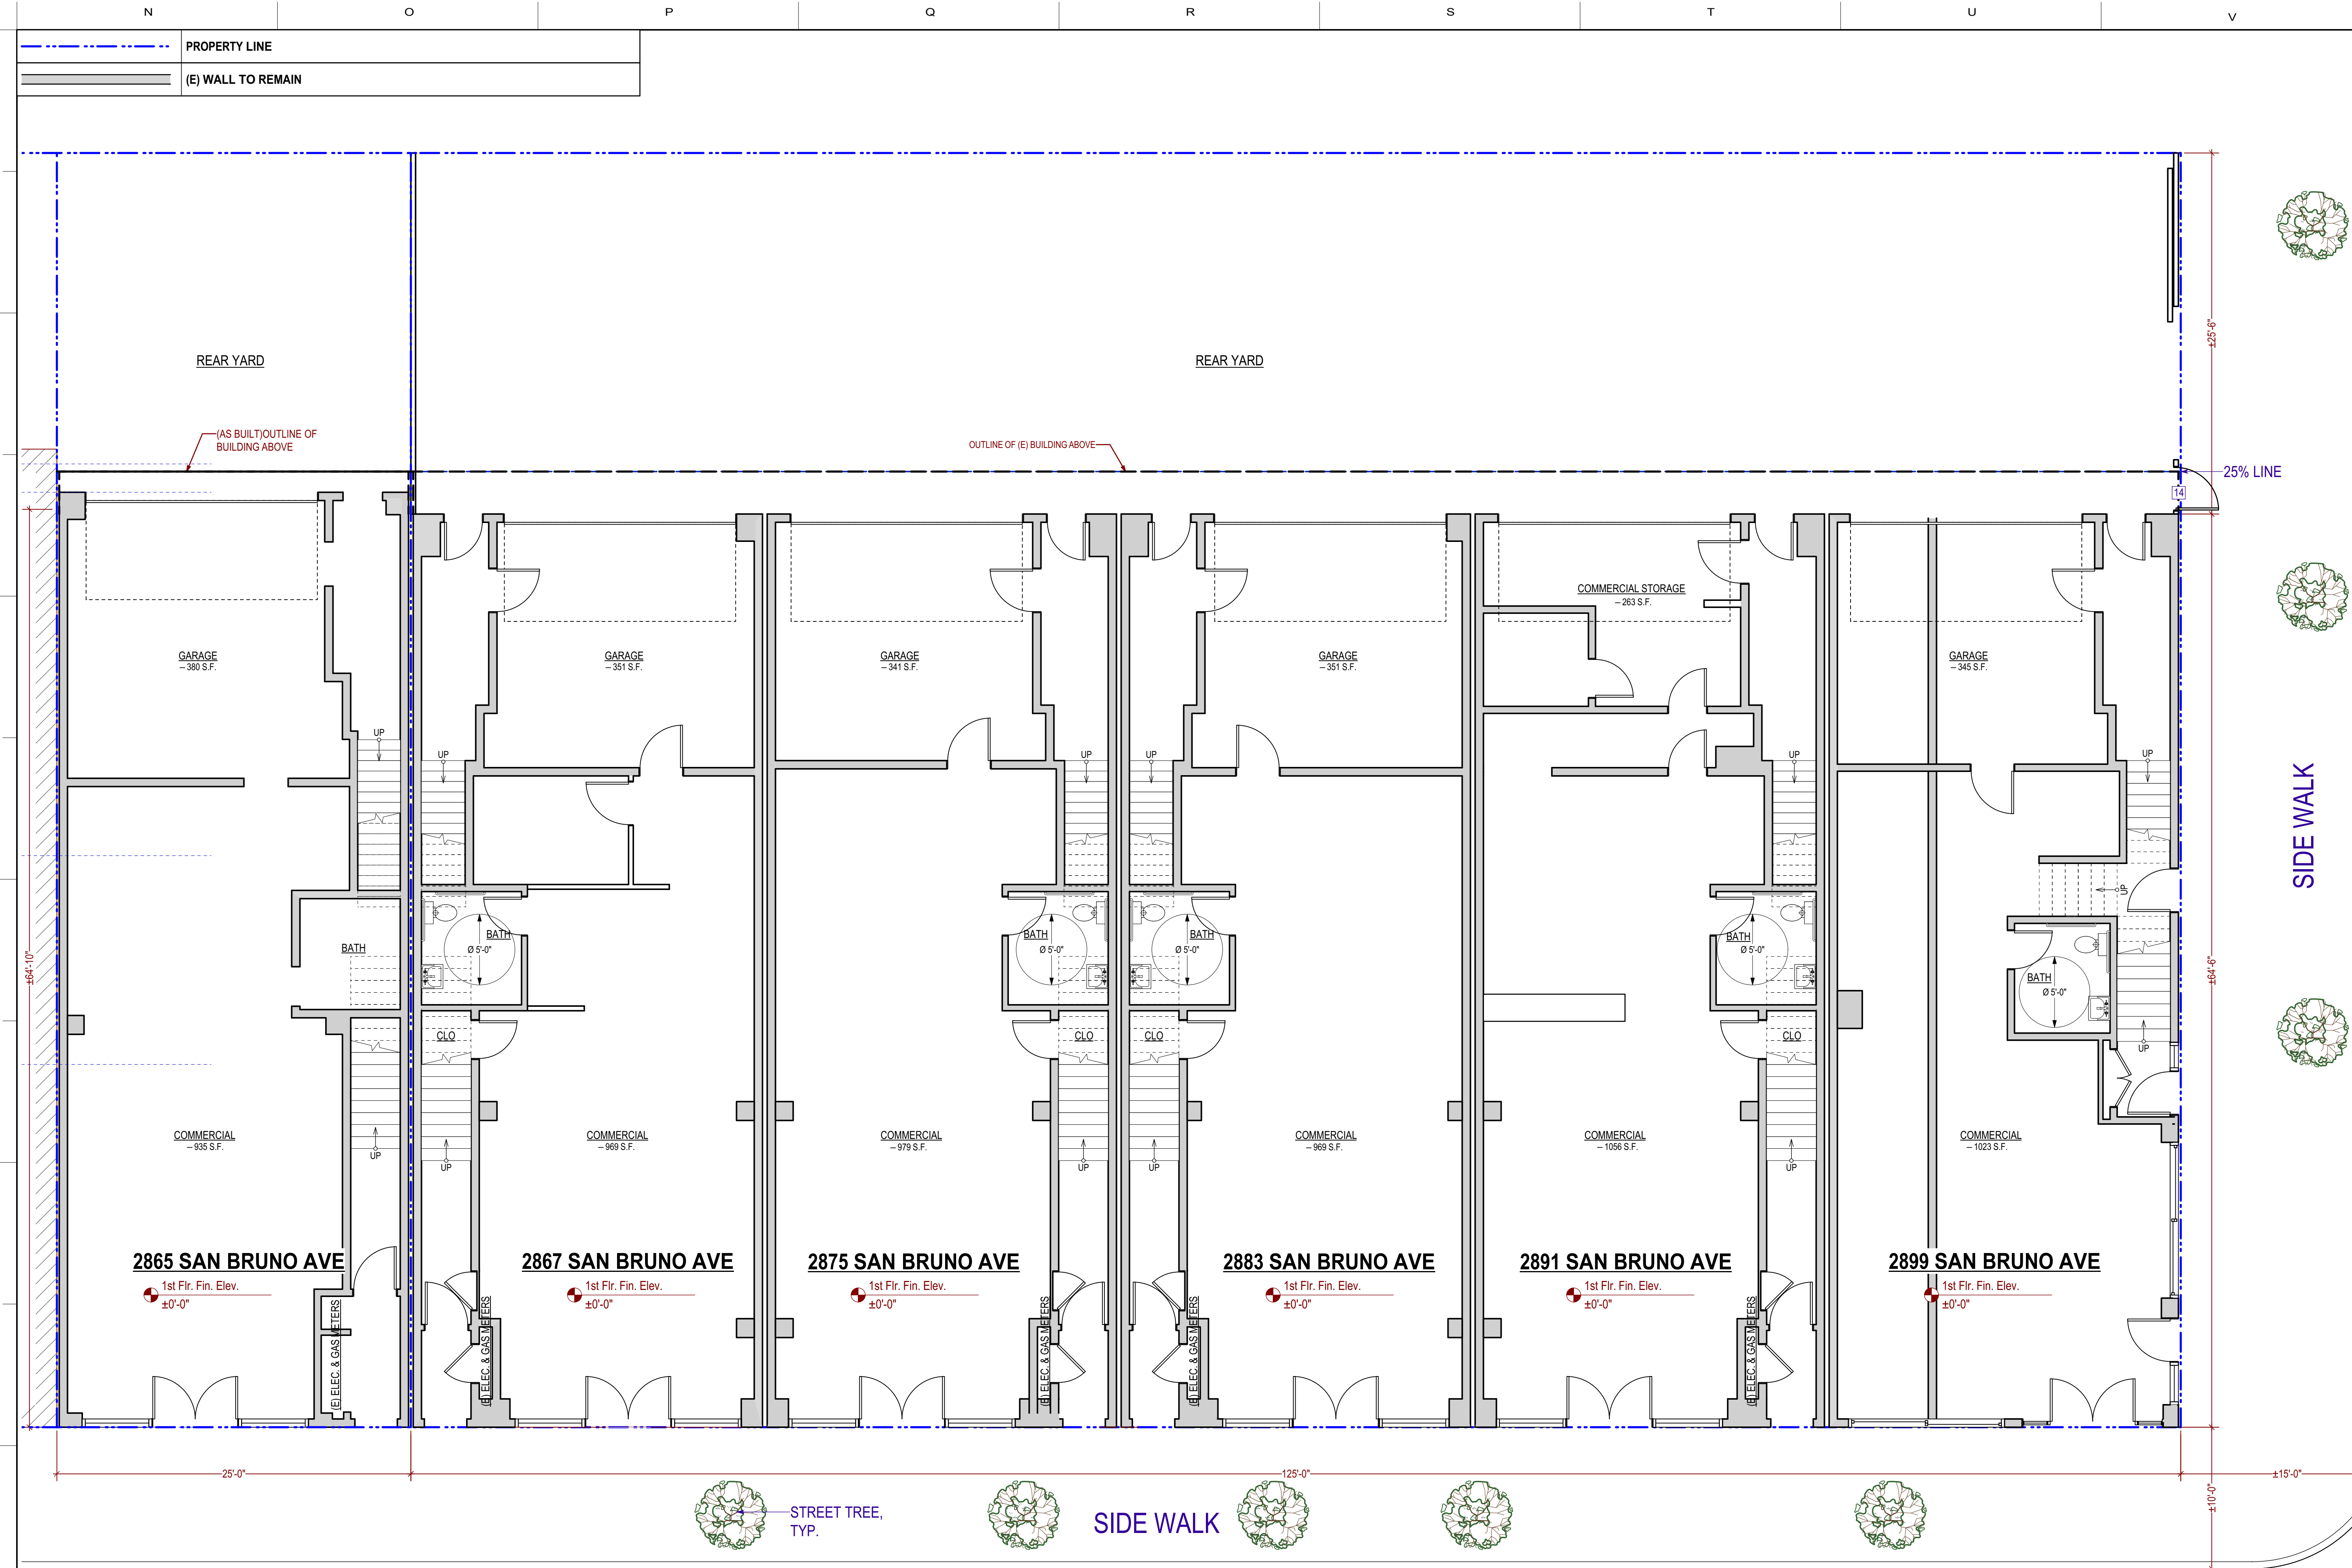 N O P Q R S T U V
PROPERTY LINE
(E) WALL TO REMAIN
REAR YARD
REAR YARD
(AS BUILT)OUTLINE OF
BUILDING ABOVE
OUTLINE OF (E) BUILDING ABOVE
25% LINE
14
±25'-6"
±64'-10"
±64'-6"
SIDE WALK
GARAGE
– 380 S.F.
GARAGE
– 351 S.F.
GARAGE
– 341 S.F.
GARAGE
– 351 S.F.
COMMERCIAL STORAGE
– 263 S.F.
GARAGE
– 345 S.F.
UP
UP
UP
UP
UP
UP
UP
BATH
BATH
Ø 5'-0"
BATH
Ø 5'-0"
BATH
Ø 5'-0"
BATH
Ø 5'-0"
BATH
Ø 5'-0"
CLO
CLO
CLO
CLO
UP
COMMERCIAL
– 935 S.F.
COMMERCIAL
– 969 S.F.
COMMERCIAL
– 979 S.F.
COMMERCIAL
– 969 S.F.
COMMERCIAL
– 1056 S.F.
COMMERCIAL
– 1023 S.F.
UP
UP
UP
UP
UP
2865 SAN BRUNO AVE
1st Flr. Fin. Elev.
±0'-0"
2867 SAN BRUNO AVE
1st Flr. Fin. Elev.
±0'-0"
2875 SAN BRUNO AVE
1st Flr. Fin. Elev.
±0'-0"
2883 SAN BRUNO AVE
1st Flr. Fin. Elev.
±0'-0"
2891 SAN BRUNO AVE
1st Flr. Fin. Elev.
±0'-0"
2899 SAN BRUNO AVE
1st Flr. Fin. Elev.
±0'-0"
(E) ELEC. & GAS METERS
(E) ELEC. & GAS METERS
(E) ELEC. & GAS METERS
(E) ELEC. & GAS METERS
(E) ELEC. & GAS METERS
25'-0"
125'-0"
±15'-0"
±10'-0"
STREET TREE,
TYP.
SIDE WALK